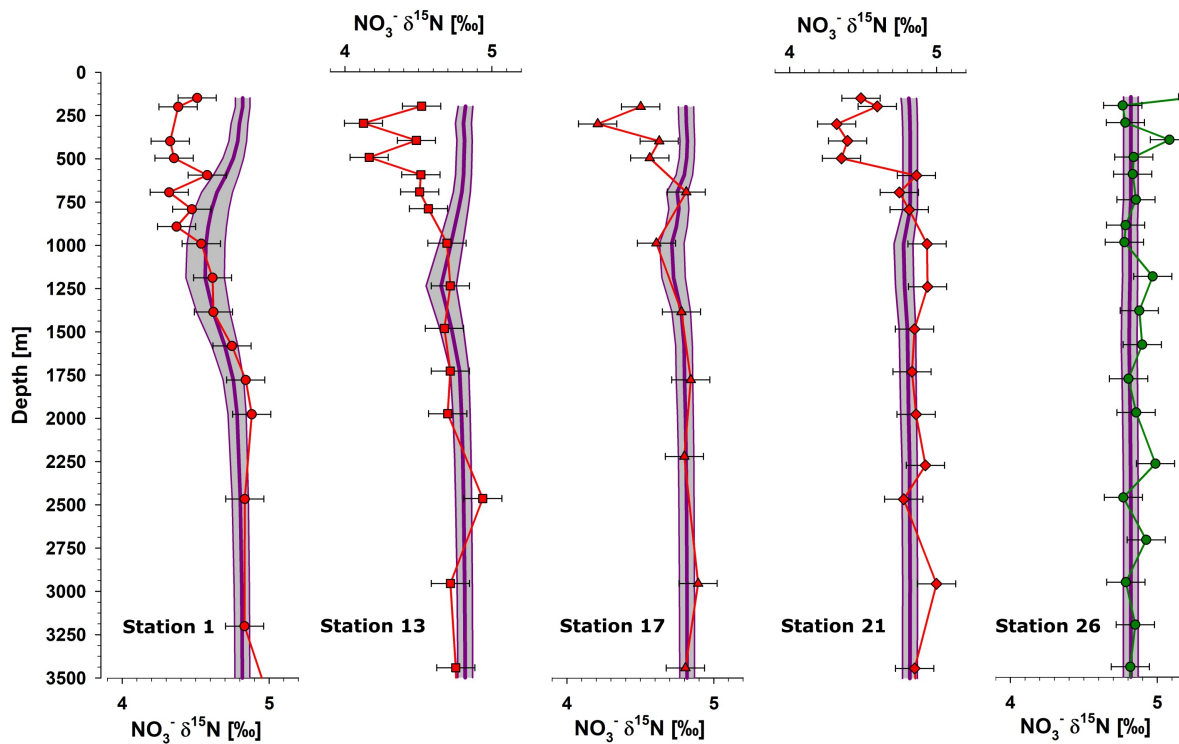 NO₃⁻ δ¹⁵N [‰]
NO₃⁻ δ¹⁵N [‰]
4 5
4 5
Depth [m]
0
250
500
750
1000
1250
1500
1750
2000
2250
2500
2750
3000
3250
3500
Station 1
Station 13
Station 17
Station 21
Station 26
4 5
4 5
4 5
NO₃⁻ δ¹⁵N [‰]
NO₃⁻ δ¹⁵N [‰]
NO₃⁻ δ¹⁵N [‰]